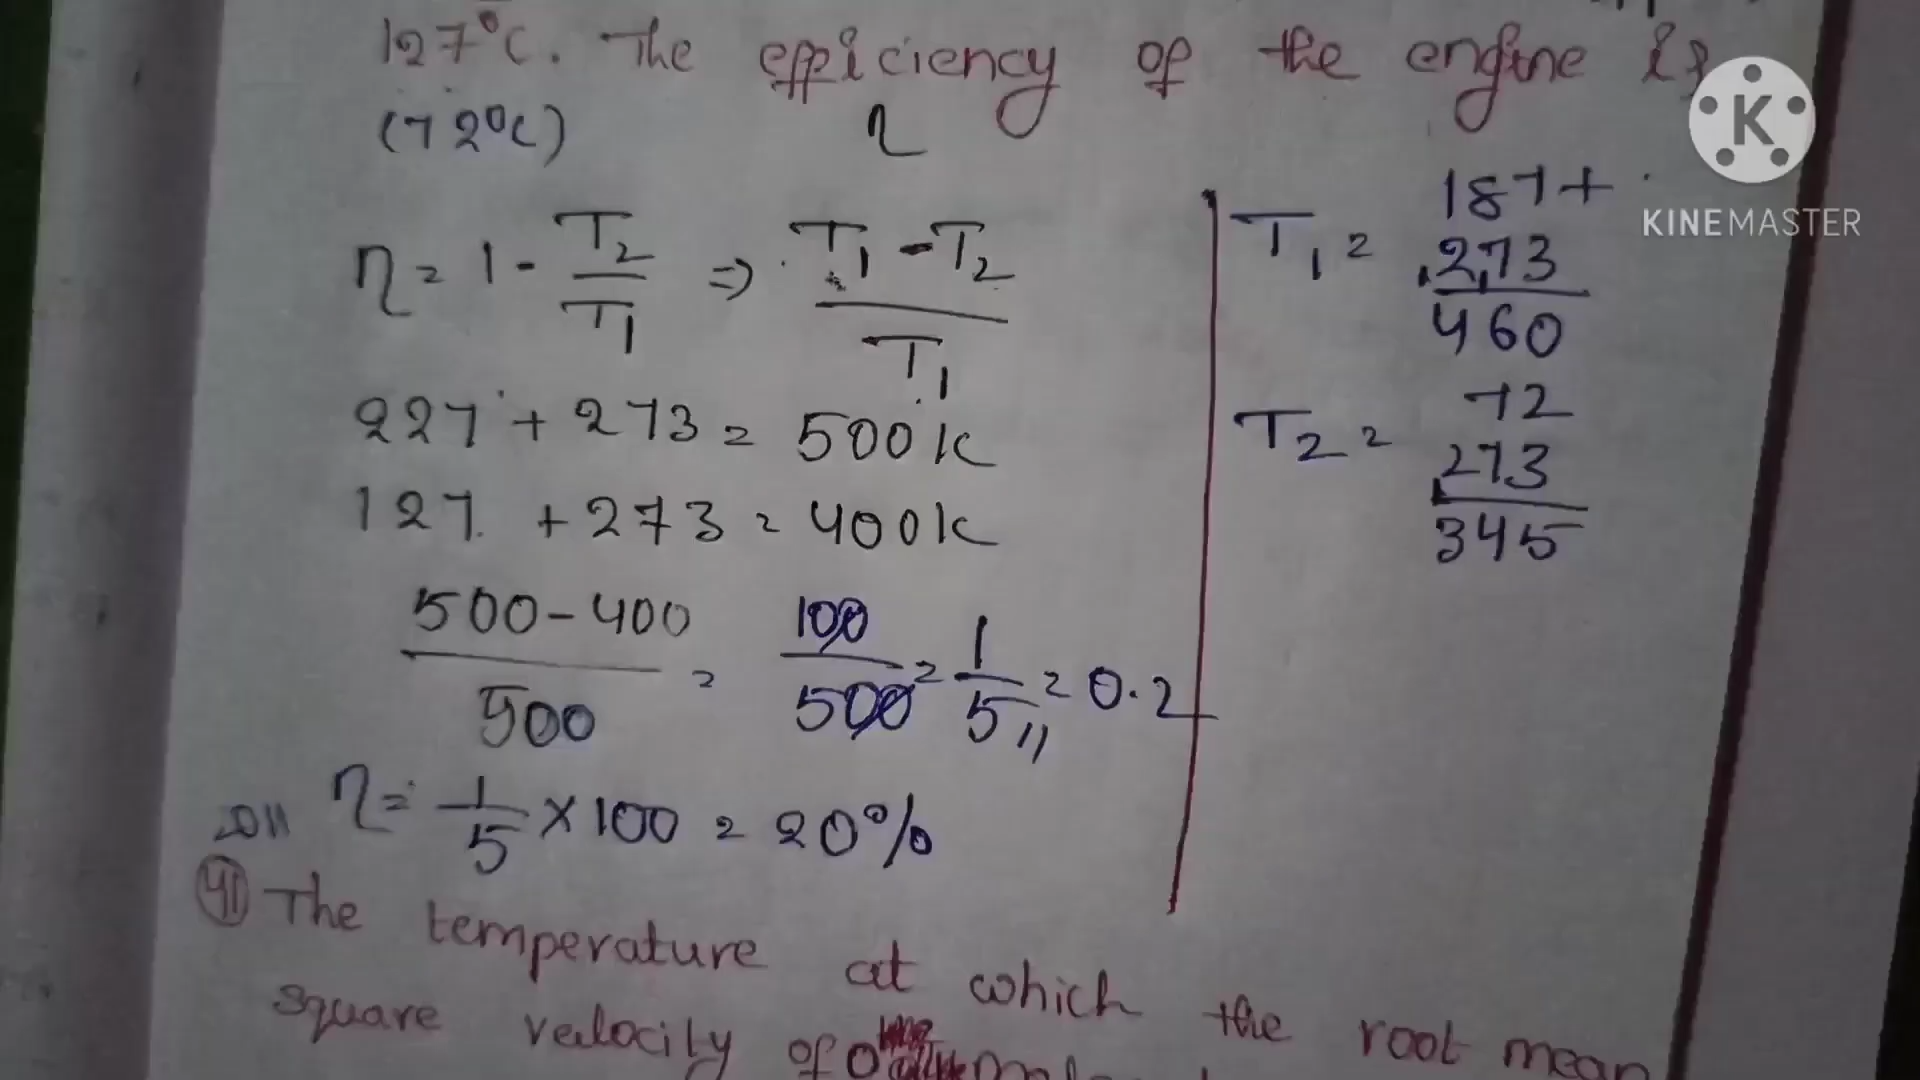 127°C. The efficiency of the engine is
(72°C) η
η = 1 - T2/T1 ⇒ T1 - T2/T1
227 + 273 = 500K
127 + 273 = 400K
500 - 400/500 = 100/500 = 1/5 = 0.2
η = 1/5 × 100 = 20%
T1 = 187 +
273
460
T2 = 72
273
345
41 The temperature at which the root mean
square velocity of
K
KINEMASTER